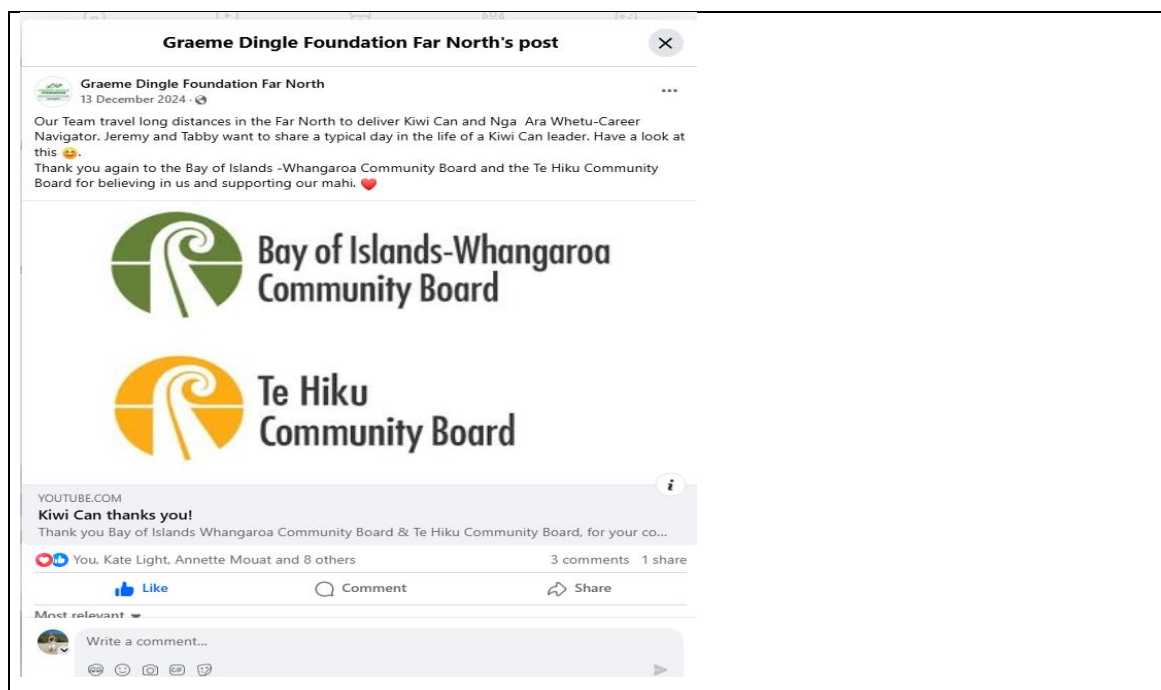 Graeme Dingle Foundation Far North's post
Graeme Dingle Foundation Far North
13 December 2024
Our Team travel long distances in the Far North to deliver Kiwi Can and Nga Ara Whetu-Career
Navigator. Jeremy and Tabby want to share a typical day in the life of a Kiwi Can leader. Have a look at
this 😊.
Thank you again to the Bay of Islands -Whangaroa Community Board and the Te Hiku Community
Board for believing in us and supporting our mahi. ❤️
Bay of Islands-Whangaroa
Community Board
Te Hiku
Community Board
YOUTUBE.COM
Kiwi Can thanks you!
Thank you Bay of Islands Whangaroa Community Board & Te Hiku Community Board, for your co...
You, Kate Light, Annette Mouat and 8 others 3 comments 1 share
Like Comment Share
Most relevant
Write a comment...
GIF